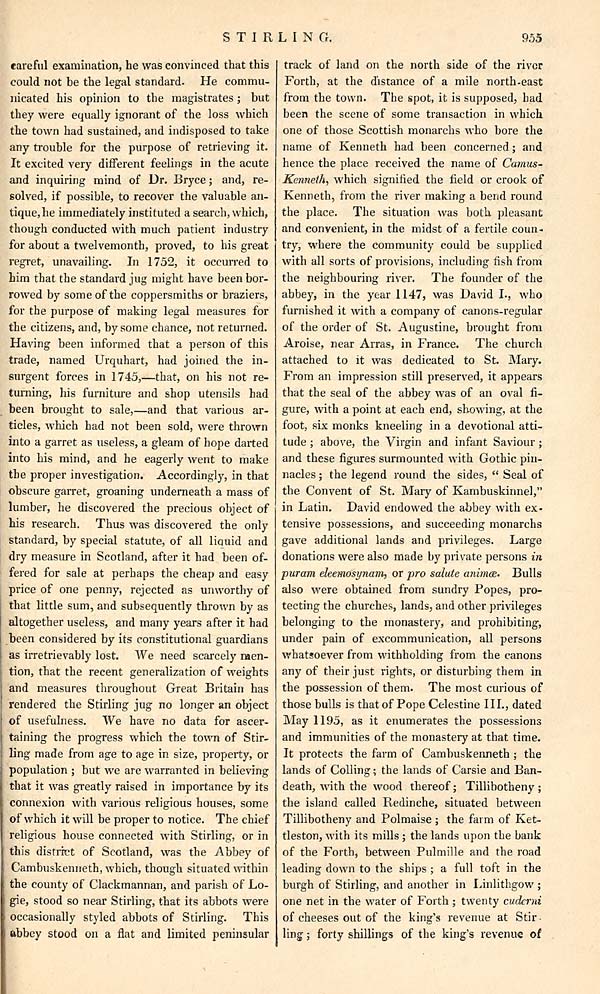 STIRLING.
955
careful examination, he was convinced that this
could not be the legal standard. He commu-
nicated his opinion to the magistrates; but
they were equally ignorant of the loss which
the town had sustained, and indisposed to take
any trouble for the purpose of retrieving it.
It excited very different feelings in the acute
and inquiring mind of Dr. Bryce; and, re-
solved, if possible, to recover the valuable an-
tique, he immediately instituted a search, which,
though conducted with much patient industry
for about a twelvemonth, proved, to his great
regret, unavailing. In 1752, it occurred to
him that the standard jug might have been bor-
rowed by some of the coppersmiths or braziers,
for the purpose of making legal measures for
the citizens, and, by some chance, not returned.
Having been informed that a person of this
trade, named Urquhart, had joined the in-
surgent forces in 1745,—that, on his not re-
turning, his furniture and shop utensils had
been brought to sale,—and that various ar-
ticles, which had not been sold, were thrown
into a garret as useless, a gleam of hope darted
into his mind, and he eagerly went to make
the proper investigation. Accordingly, in that
obscure garret, groaning underneath a mass of
lumber, he discovered the precious object of
his research. Thus was discovered the only
standard, by special statute, of all liquid and
dry measure in Scotland, after it had been of-
fered for sale at perhaps the cheap and easy
price of one penny, rejected as unworthy of
that little sum, and subsequently thrown by as
altogether useless, and many years after it had
been considered by its constitutional guardians
as irretrievably lost. We need scarcely men-
tion, that the recent generalization of weights
and measures throughout Great Britain has
rendered the Stirling jug no longer an object
of usefulness. We have no data for ascer-
taining the progress which the town of Stir-
ling made from age to age in size, property, or
population; but we are warranted in believing
that it was greatly raised in importance by its
connexion with various religious houses, some
of which it will be proper to notice. The chief
religious house connected with Stirling, or in
this district of Scotland, was the Abbey of
Cambuskenneth, which, though situated within
the county of Clackmannan, and parish of Lo-
gie, stood so near Stirling, that its abbots were
occasionally styled abbots of Stirling. This
abbey stood on a flat and limited peninsular
track of land on the north side of the river
Forth, at the distance of a mile north-east
from the town. The spot, it is supposed, had
been the scene of some transaction in which
one of those Scottish monarchs who bore the
name of Kenneth had been concerned; and
hence the place received the name of Camus-
Kenneth, which signified the field or crook of
Kenneth, from the river making a bend round
the place. The situation was both pleasant
and convenient, in the midst of a fertile coun-
try, where the community could be supplied
with all sorts of provisions, including fish from
the neighbouring river. The founder of the
abbey, in the year 1147, was David I., who
furnished it with a company of canons-regular
of the order of St. Augustine, brought from
Aroise, near Arras, in France. The church
attached to it was dedicated to St. Mary.
From an impression still preserved, it appears
that the seal of the abbey was of an oval fi-
gure, with a point at each end, showing, at the
foot, six monks kneeling in a devotional atti-
tude; above, the Virgin and infant Saviour;
and these figures surmounted with Gothic pin-
nacles; the legend round the sides, “ Seal of
the Convent of St. Mary of Kambuskinnel,”
in Latin. David endowed the abbey with ex-
tensive possessions, and succeeding monarchs
gave additional lands and privileges. Large
donations were also made by private persons in
puram eleemosynam, or pro salute animæ. Bulls
also were obtained from sundry Popes, pro-
tecting the churches, lands, and other privileges
belonging to the monastery, and prohibiting,
under pain of excommunication, all persons
whatsoever from withholding from the canons
any of their just rights, or disturbing them in
the possession of them. The most curious of
those bulls is that of Pope Celestine III., dated
May 1195, as it enumerates the possessions
and immunities of the monastery at that time.
It protects the farm of Cambuskenneth; the
lands of Colling; the lands of Carsie and Ban-
death, with the wood thereof; Tillibotheny;
the island called Redinche, situated between
Tillibotheny and Polmaise; the farm of Ket-
tleston, with its mills; the lands upon the bank
of the Forth, between Pulmille and the road
leading down to the ships; a full toft in the
burgh of Stirling, and another in Linlithgow;
one net in the water of Forth; twenty cuderni
of cheeses out of the king's revenue at Stir-
ling; forty shillings of the king's revenue of